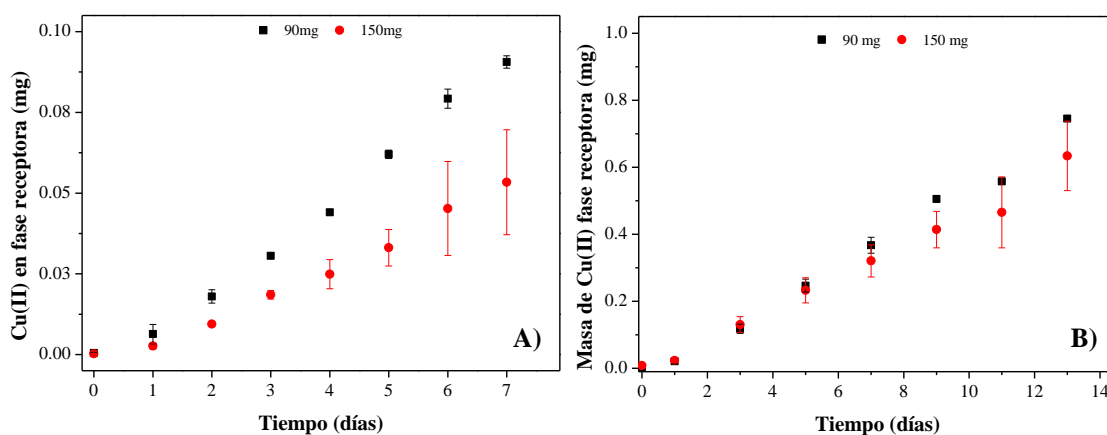 90mg 150mg
0.10
0.08
0.05
0.03
0.00
Cu(II) en fase receptora (mg)
A)
0 1 2 3 4 5 6 7
Tiempo (días)
90 mg 150 mg
1.0
0.8
0.6
0.4
0.2
0.0
Masa de Cu(II) fase receptora (mg)
B)
0 2 4 6 8 10 12 14
Tiempo (días)